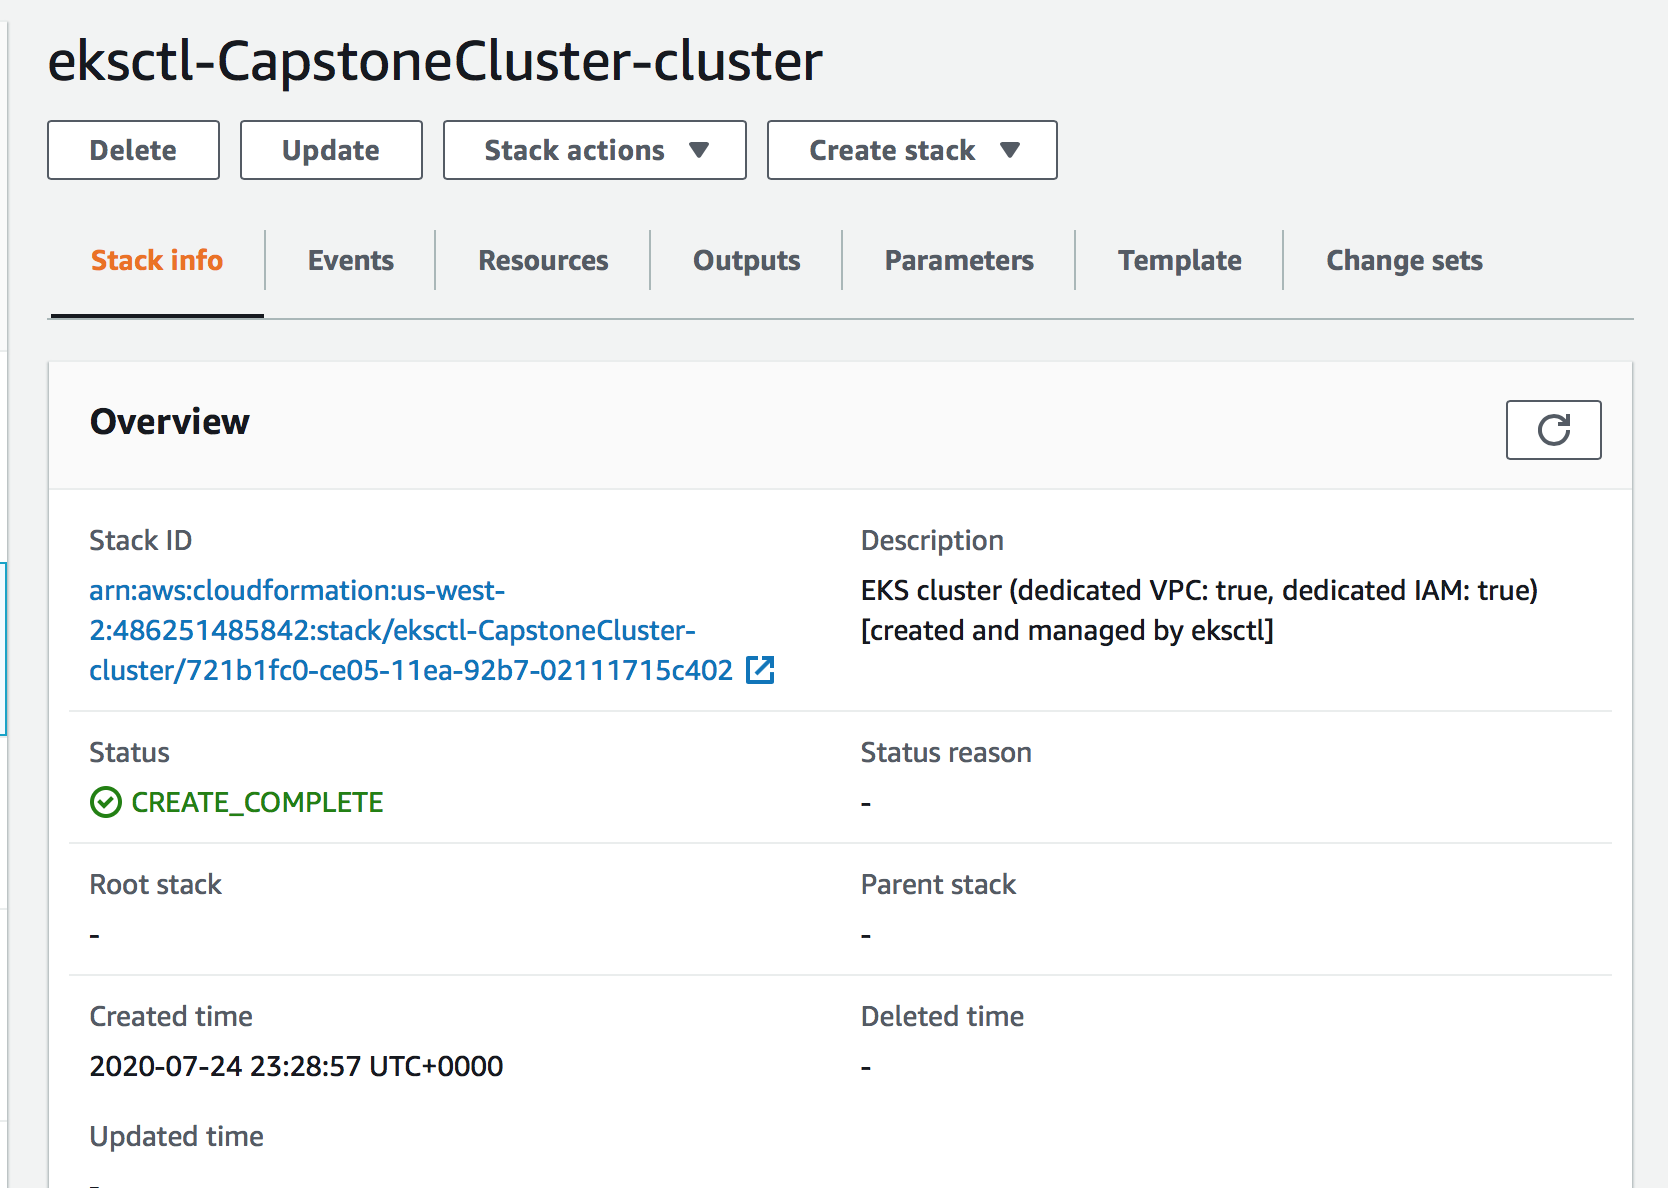 eksctl-CapstoneCluster-cluster
Delete
Update
Stack actions
Create stack
Stack info
Events
Resources
Outputs
Parameters
Template
Change sets
Overview
Stack ID
arn:aws:cloudformation:us-west-
2:486251485842:stack/eksctl-CapstoneCluster-
cluster/721b1fc0-ce05-11ea-92b7-02111715c402
Description
EKS cluster (dedicated VPC: true, dedicated IAM: true)
[created and managed by eksctl]
Status
CREATE_COMPLETE
Status reason
-
Root stack
-
Parent stack
-
Created time
2020-07-24 23:28:57 UTC+0000
Deleted time
-
Updated time
-